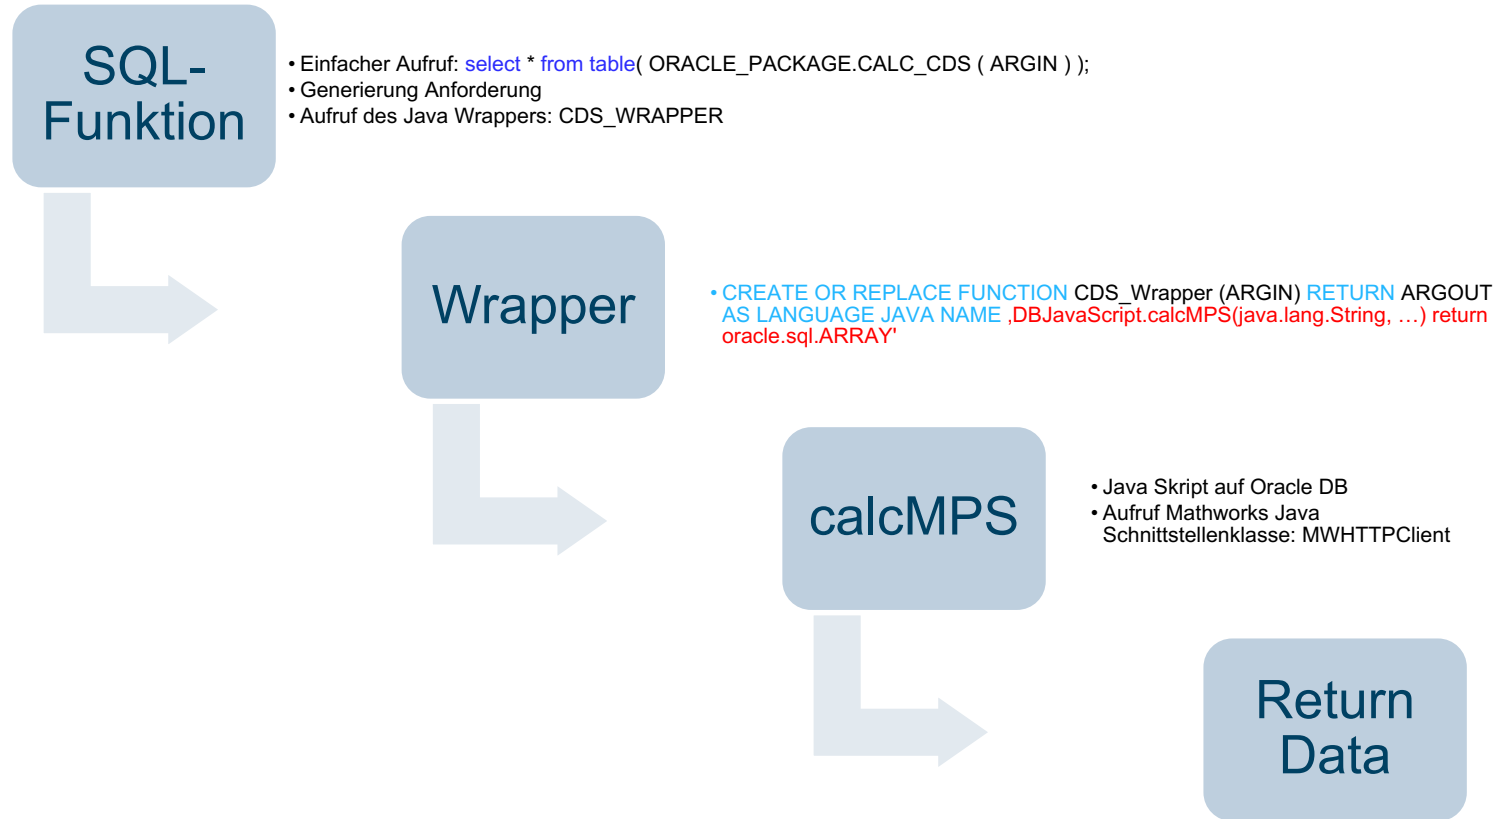 SQL-
Funktion
• Einfacher Aufruf: select * from table( ORACLE_PACKAGE.CALC_CDS ( ARGIN ) );
• Generierung Anforderung
• Aufruf des Java Wrappers: CDS_WRAPPER
Wrapper
• CREATE OR REPLACE FUNCTION CDS_Wrapper (ARGIN) RETURN ARGOUT
AS LANGUAGE JAVA NAME ‚DBJavaScript.calcMPS(java.lang.String, …) return
oracle.sql.ARRAY'
calcMPS
• Java Skript auf Oracle DB
• Aufruf Mathworks Java
Schnittstellenklasse: MWHTTPClient
Return
Data